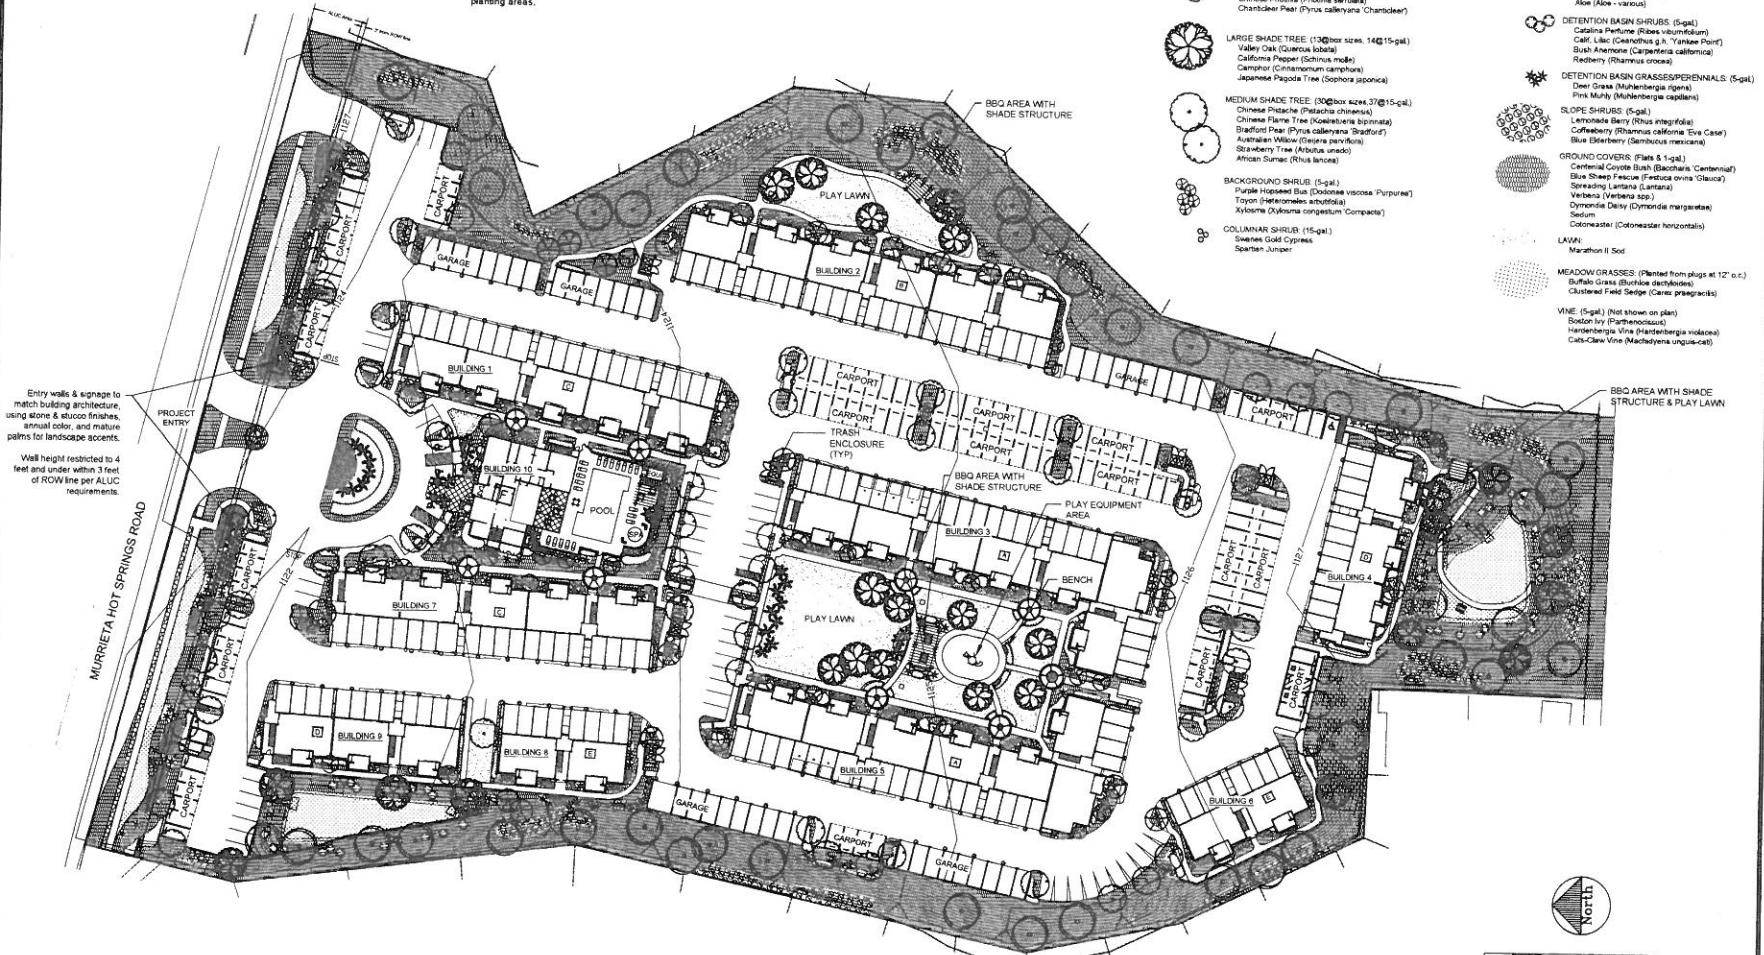 planting areas.
ALUC Area
Chanticleer Pear (Pyrus calleryana 'Chanticleer')
LARGE SHADE TREE: (13@box sizes, 14@15-gal.)
Valley Oak (Quercus lobata)
California Pepper (Schinus molle)
Camphor (Cinnamomum camphora)
Japanese Pagoda Tree (Sophora japonica)
MEDIUM SHADE TREE: (30@box sizes,37@15-gal.)
Chinese Pistache (Pistachia chinensis)
Chinese Flame Tree (Koelreuteria bipinnata)
Bradford Pear (Pyrus calleryana 'Bradford')
Australian Willow (Geijera parviflora)
Strawberry Tree (Arbutus unedo)
African Sumac (Rhus lancea)
BACKGROUND SHRUB: (5-gal.)
Purple Hopseed Bus (Dodonea viscosa 'Purpurea')
Toyon (Heteromeles arbutifolia)
Xylosma (Xylosma congestum 'Compacta')
COLUMNAR SHRUB: (15-gal.)
Swanes Gold Cypress
Spartan Juniper
Aloe (Aloe - various)
DETENTION BASIN SHRUBS: (5-gal.)
Catalina Perfume (Ribes viburnifolium)
Calif. Lilac (Ceanothus g.h. 'Yankee Point')
Bush Anemone (Carpenteria californica)
Redberry (Rhamnus crocea)
DETENTION BASIN GRASSES/PERENNIALS: (5-gal.)
Deer Grass (Muhlenbergia rigens)
Pink Muhly (Muhlenbergia capillaris)
SLOPE SHRUBS: (5-gal.)
Lemonade Berry (Rhus integrifolia)
Coffeeberry (Rhamnus california 'Eve Case')
Blue Elderberry (Sambucus mexicana)
GROUND COVERS: (Flats & 1-gal.)
Centenial Coyote Bush (Baccharis 'Centennial')
Blue Sheep Fescue (Festuca ovina 'Glauca')
Spreading Lantana (Lantana)
Verbena (Verbena spp.)
Dymondia Daisy (Dymondia margaretae)
Sedum
Cotoneaster (Cotoneaster horizontalis)
LAWN:
Marathon II Sod
MEADOW GRASSES: (Planted from plugs at 12" o.c.)
Buffalo Grass (Buchloe dactyloides)
Clustered Field Sedge (Carex praegracilis)
VINE: (5-gal.) (Not shown on plan)
Boston Ivy (Parthenocissus)
Hardenbergia Vine (Hardenbergia violacea)
Cats-Claw Vine (Macfadyena unguis-cati)
BBQ AREA WITH
SHADE STRUCTURE
PLAY LAWN
1127
CARPORT
CARPORT
CARPORT
1124
GARAGE
GARAGE
1124
BUILDING 2
B
STOP
BUILDING 1
C
CARPORT
CARPORT
CARPORT
CARPORT
CARPORT
CARPORT
GARAGE
CARPORT
BBQ AREA WITH SHADE
STRUCTURE & PLAY LAWN
Entry walls & signage to
match building architecture,
using stone & stucco finishes,
annual color, and mature
palms for landscape accents.
Wall height restricted to 4
feet and under within 3 feet
of ROW line per ALUC
requirements.
PROJECT
ENTRY
TRASH
ENCLOSURE
(TYP)
BUILDING 10
F
POOL
SPA
BBQ AREA WITH
SHADE STRUCTURE
PLAY EQUIPMENT
AREA
BUILDING 3
A
BENCH
1126
CARPORT
CARPORT
1127
D
BUILDING 4
MURRIETA HOT SPRINGS ROAD
STOP
1122
CARPORT
BUILDING 7
C
PLAY LAWN
CARPORT
CARPORT
CARPORT
D
BUILDING 9
BUILDING 8
E
BUILDING 5
A
BUILDING 6
E
CARPORT
GARAGE
CARPORT
GARAGE
North